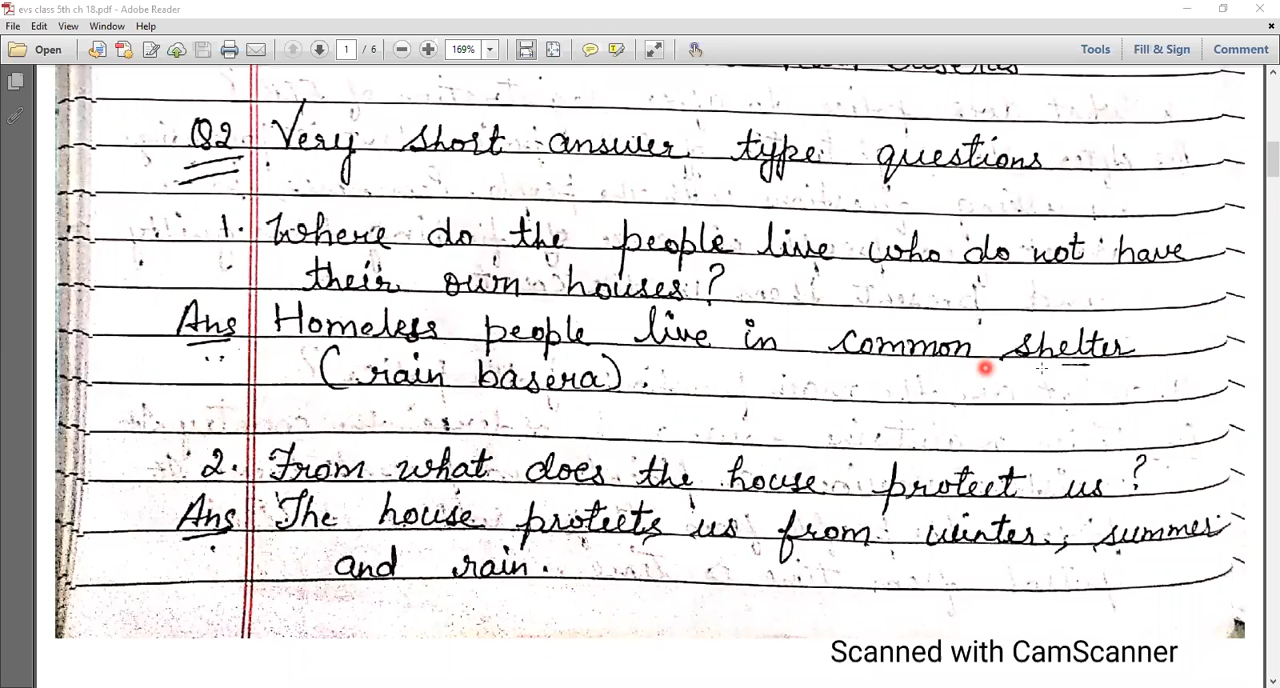 evs class 5th ch 18.pdf - Adobe Reader
File Edit View Window Help
Open 1 / 6 169% Tools Fill & Sign Comment
Q2 Very short answer type questions
1. Where do the people live who do not have
their own houses?
Ans Homeless people live in common shelter
(rain basera).
2. From what does the house protect us?
Ans The house protects us from winter, summer
and rain.
Scanned with CamScanner